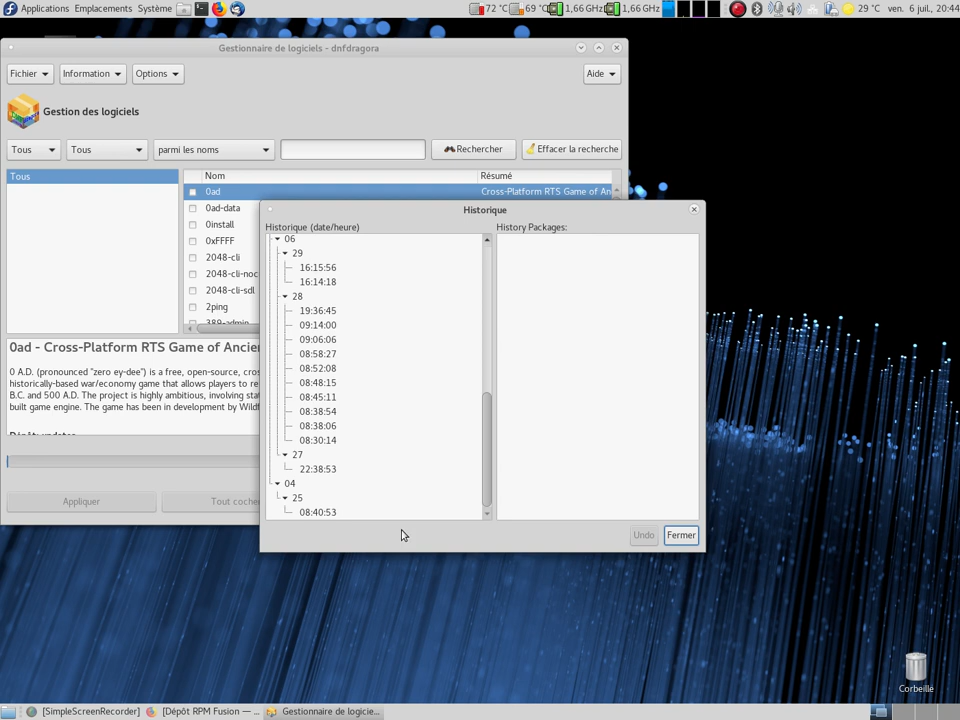 Applications Emplacements Système 72 °C 69 °C 1,66 GHz 1,66 GHz 29 °C ven. 6 juil., 20:44
Gestionnaire de logiciels - dnfdragora
Fichier Information Options Aide
Gestion des logiciels
Tous Tous parmi les noms Rechercher Effacer la recherche
Tous
Nom Résumé
0ad Cross-Platform RTS Game of An
0ad-data
0install
0xFFFF
2048-cli
2048-cli-noc
2048-cli-sdl
2ping
389-admin
0ad - Cross-Platform RTS Game of Ancie
0 A.D. (pronounced "zero ey-dee") is a free, open-source, cros
historically-based war/economy game that allows players to re
B.C. and 500 A.D. The project is highly ambitious, involving sta
built game engine. The game has been in development by Wildf
Appliquer Tout coche
Historique
Historique (date/heure) History Packages:
06
29
16:15:56
16:14:18
28
19:36:45
09:14:00
09:06:06
08:58:27
08:52:08
08:48:15
08:45:11
08:38:54
08:38:06
08:30:14
27
22:38:53
04
25
08:40:53
Undo Fermer
Corbeille
[SimpleScreenRecorder] [Dépôt RPM Fusion — ... Gestionnaire de logicie...